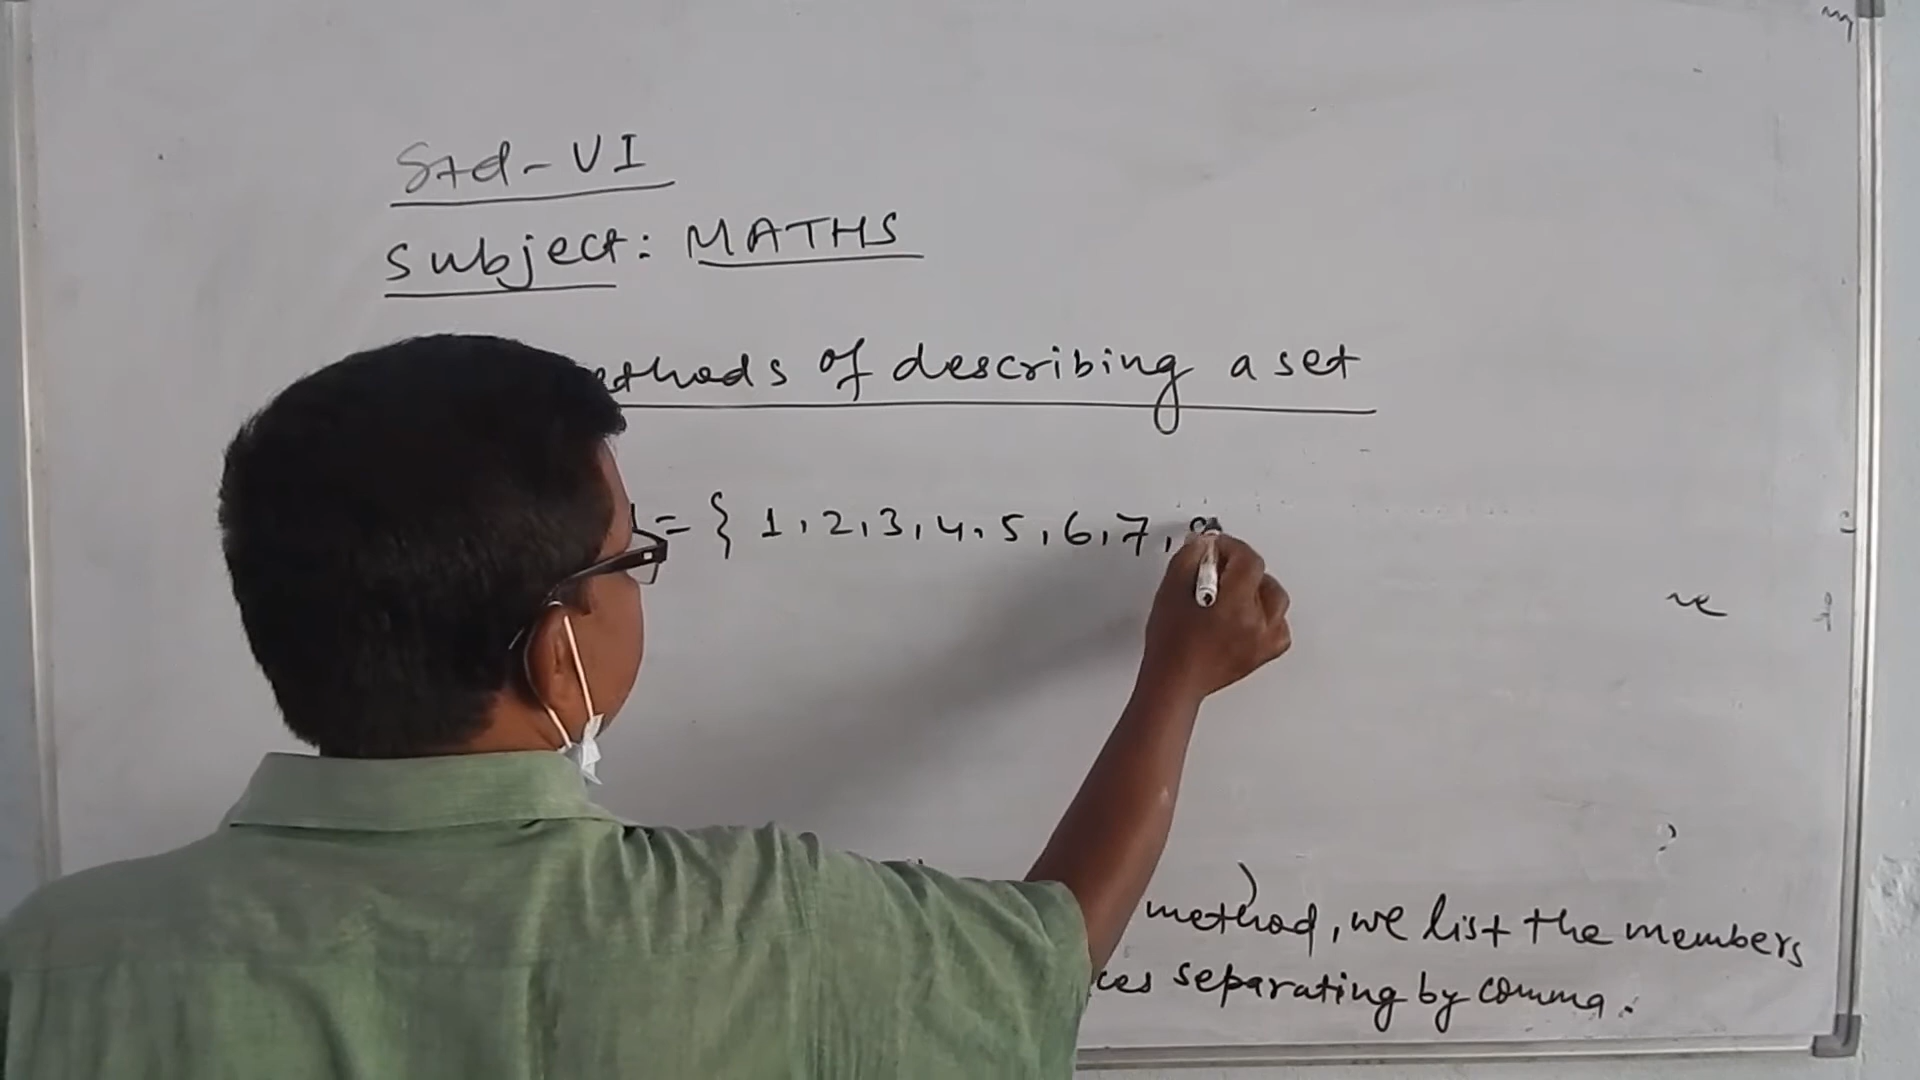 Std-VI
Subject: MATHS
ethods of describing a set
= { 1, 2, 3, 4, 5, 6, 7,
method, we list the members
ces separating by comma.